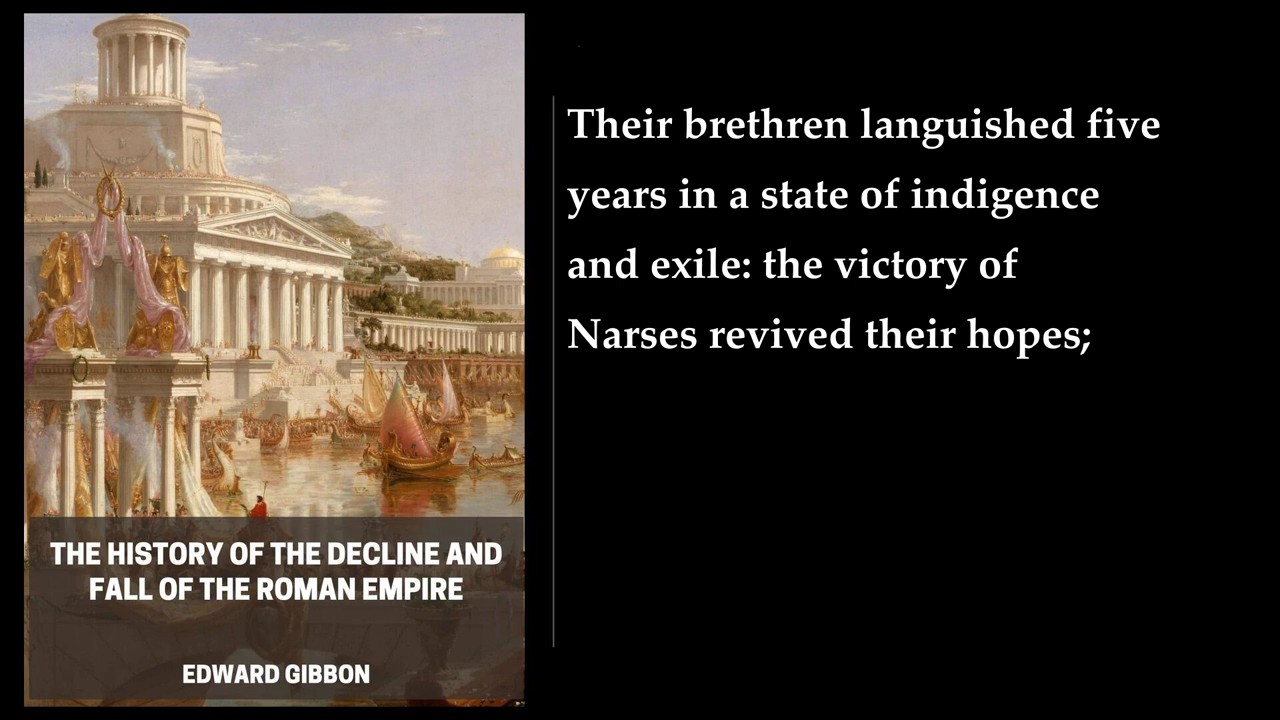 Their brethren languished five
years in a state of indigence
and exile: the victory of
Narses revived their hopes;
THE HISTORY OF THE DECLINE AND
FALL OF THE ROMAN EMPIRE
EDWARD GIBBON